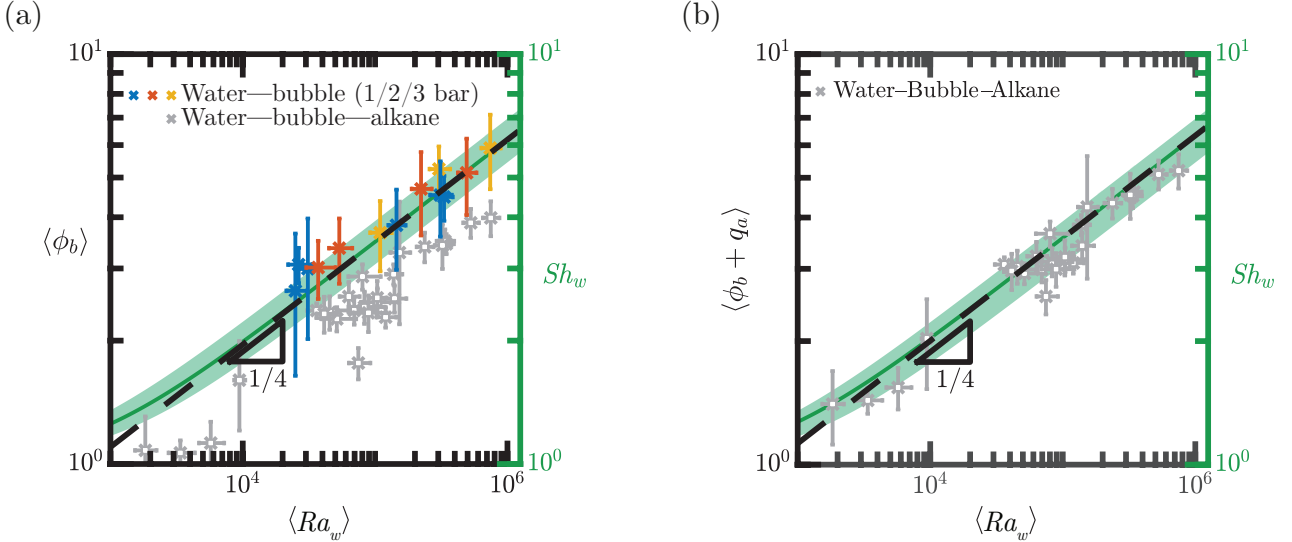 (a)
10¹
10¹
Water—bubble (1/2/3 bar)
Water—bubble—alkane
⟨ϕ_b⟩
Sh_w
1/4
10⁰
10⁰
10⁴
10⁶
⟨Ra_w⟩
(b)
10¹
10¹
Water–Bubble–Alkane
⟨ϕ_b + q_a⟩
Sh_w
1/4
10⁰
10⁰
10⁴
10⁶
⟨Ra_w⟩